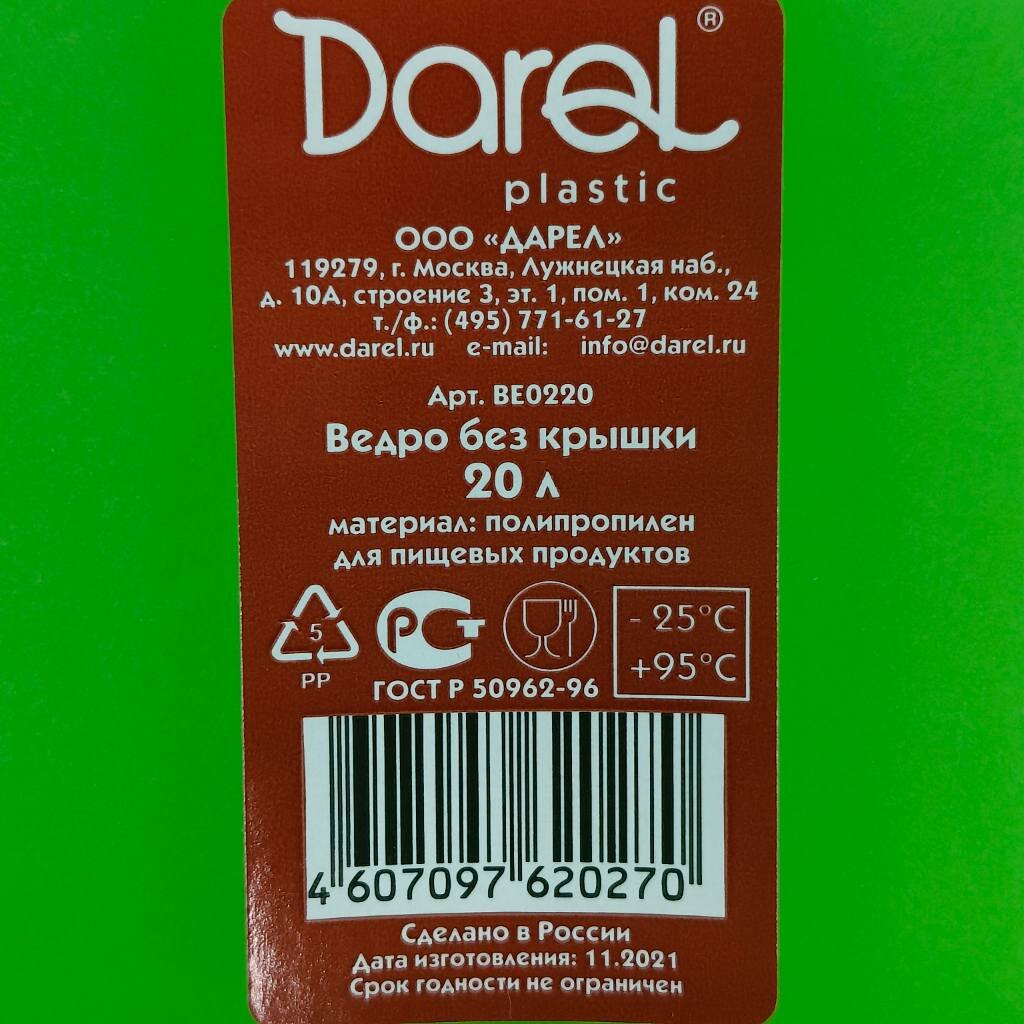 Darel ®
plastic
ООО «ДАРЕЛ»
119279, г. Москва, Лужнецкая наб.,
д. 10А, строение 3, эт. 1, пом. 1, ком. 24
т./ф.: (495) 771-61-27
www.darel.ru e-mail: info@darel.ru
Арт. BE0220
Ведро без крышки
20 л
материал: полипропилен
для пищевых продуктов
5
PP
РСТ
ГОСТ Р 50962-96
- 25°C
+95°C
4 607097 620270
Сделано в России
Дата изготовления: 11.2021
Срок годности не ограничен